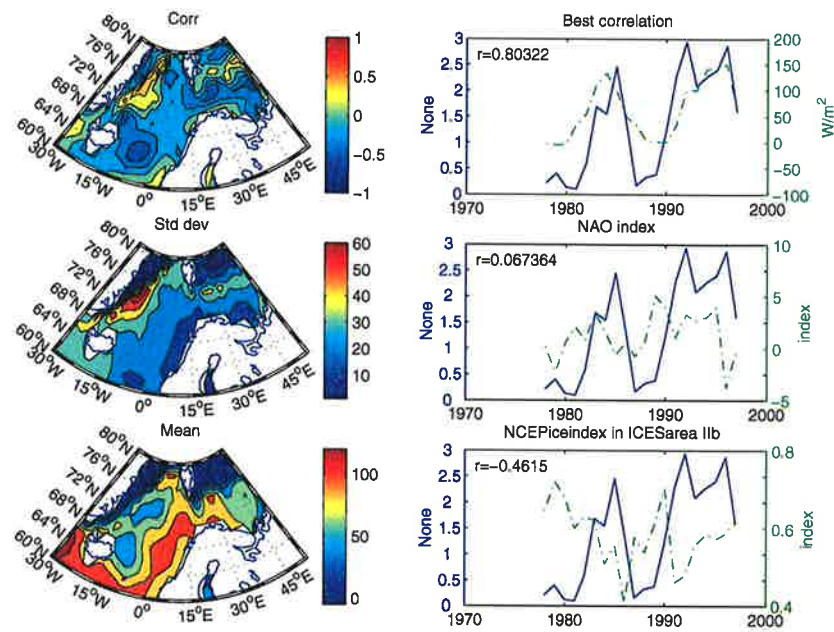 Corr
80°N
76°N
72°N
68°N
64°N
60°N
30°W
15°W
0°
15°E
30°E
45°E
1
0.5
0
−0.5
−1
Best correlation
r=0.80322
None
3
2.5
2
1.5
1
0.5
0
200
150
100
50
0
−50
−100
W/m²
1970
1980
1990
2000
Std dev
80°N
76°N
72°N
68°N
64°N
60°N
30°W
15°W
0°
15°E
30°E
45°E
60
50
40
30
20
10
NAO index
r=0.067364
None
3
2.5
2
1.5
1
0.5
0
10
5
0
−5
index
1970
1980
1990
2000
Mean
80°N
76°N
72°N
68°N
64°N
60°N
30°W
15°W
0°
15°E
30°E
45°E
100
50
0
NCEPiceindex in ICESarea IIb
r=−0.4615
None
3
2.5
2
1.5
1
0.5
0
0.8
0.6
0.4
index
1970
1980
1990
2000